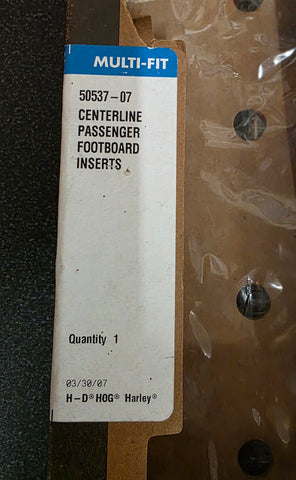 MULTI-FIT
50537-07
CENTERLINE
PASSENGER
FOOTBOARD
INSERTS
Quantity 1
03/30/07
H-D® HOG® Harley®